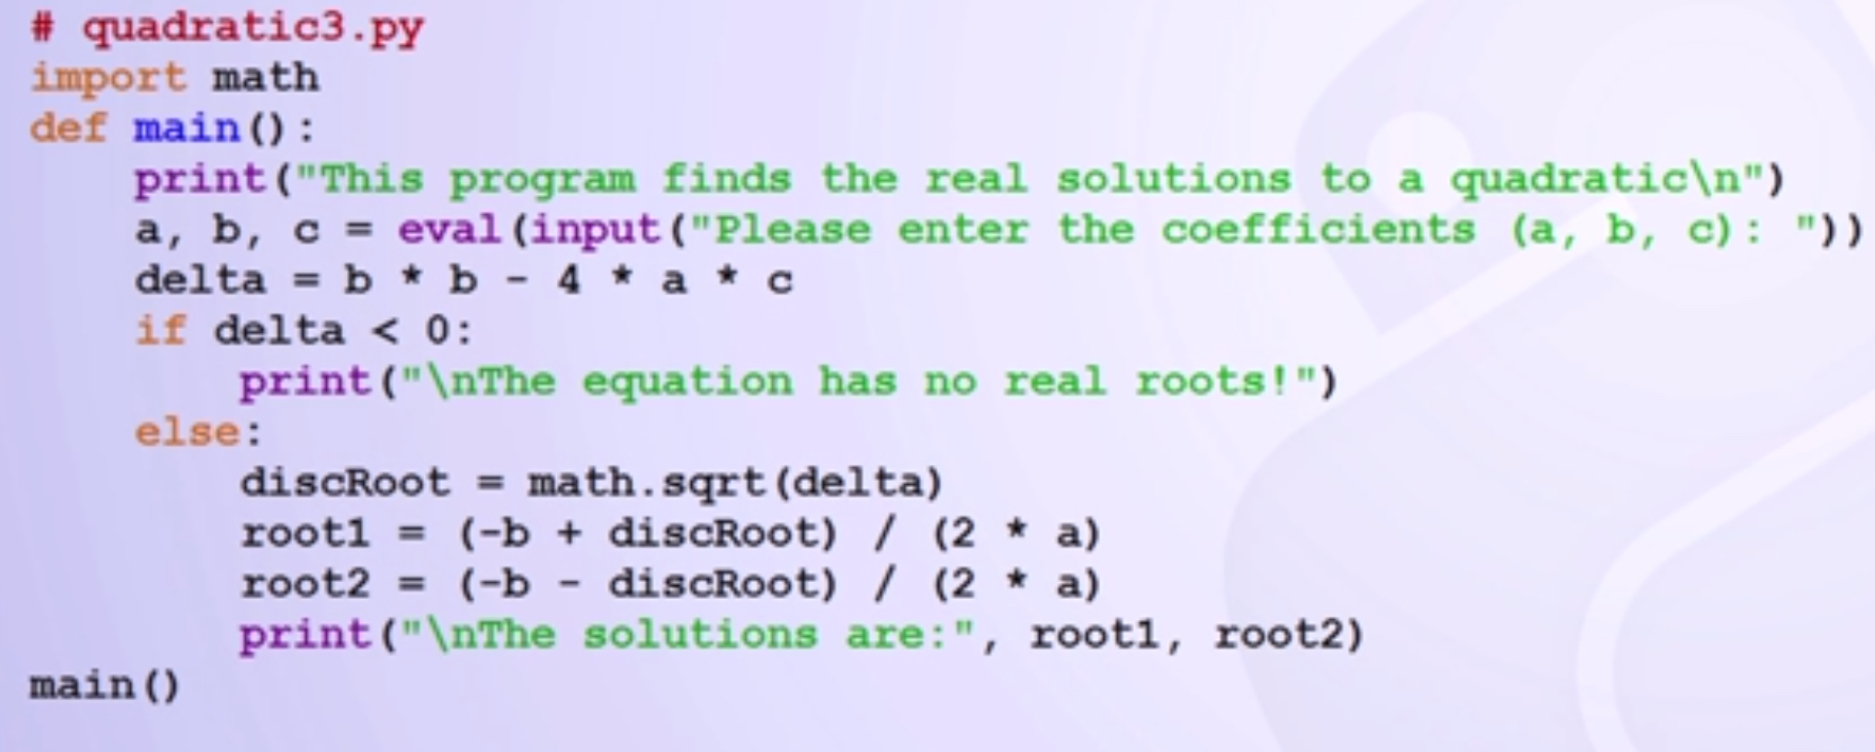 # quadratic3.py
import math
def main():
    print("This program finds the real solutions to a quadratic\n")
    a, b, c = eval(input("Please enter the coefficients (a, b, c): "))
    delta = b * b - 4 * a * c
    if delta < 0:
        print("\nThe equation has no real roots!")
    else:
        discRoot = math.sqrt(delta)
        root1 = (-b + discRoot) / (2 * a)
        root2 = (-b - discRoot) / (2 * a)
        print("\nThe solutions are:", root1, root2)
main()